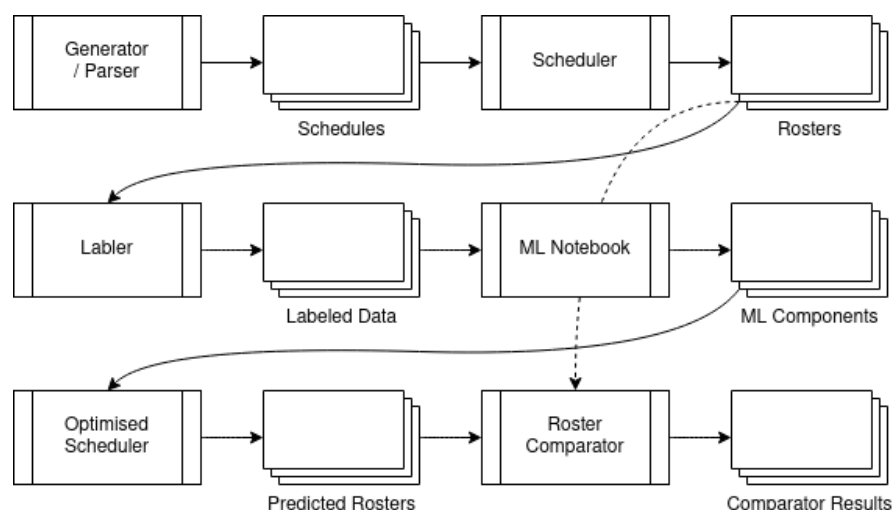 Generator
/ Parser
Scheduler
Schedules
Rosters
Labler
ML Notebook
Labeled Data
ML Components
Optimised
Scheduler
Roster
Comparator
Predicted Rosters
Comparator Results